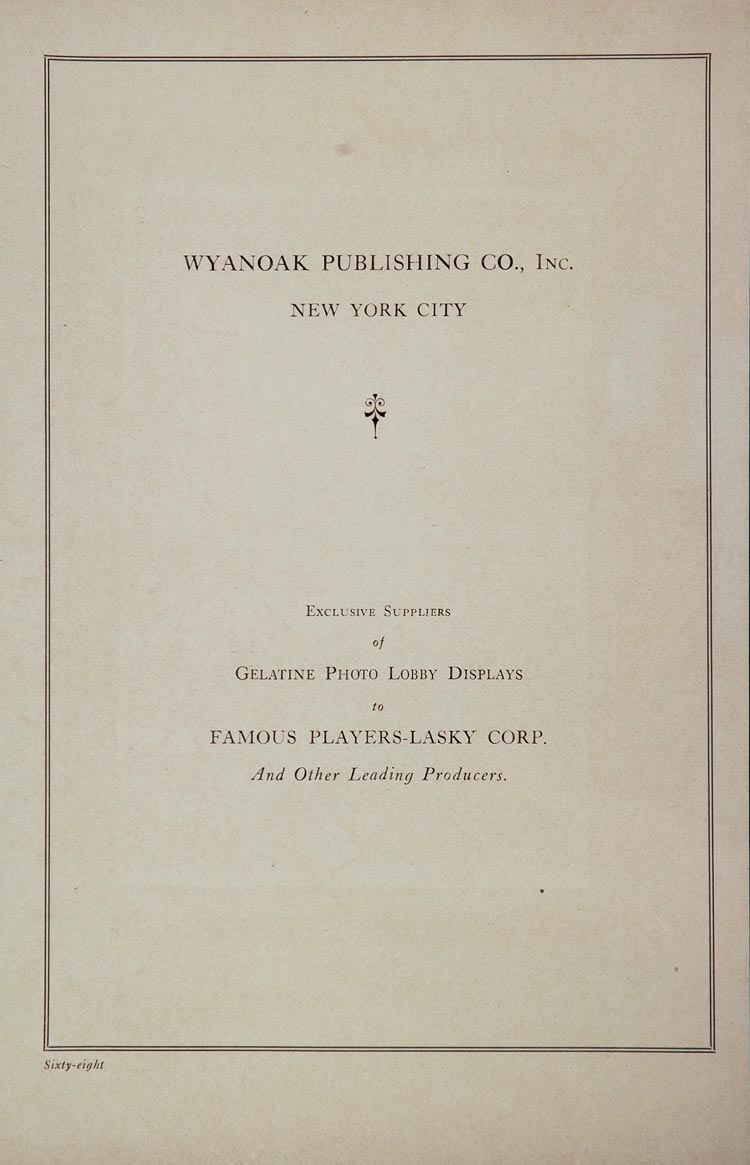 WYANOAK PUBLISHING CO., INC.
NEW YORK CITY
EXCLUSIVE SUPPLIERS
of
GELATINE PHOTO LOBBY DISPLAYS
to
FAMOUS PLAYERS-LASKY CORP.
And Other Leading Producers.
Sixty-eight